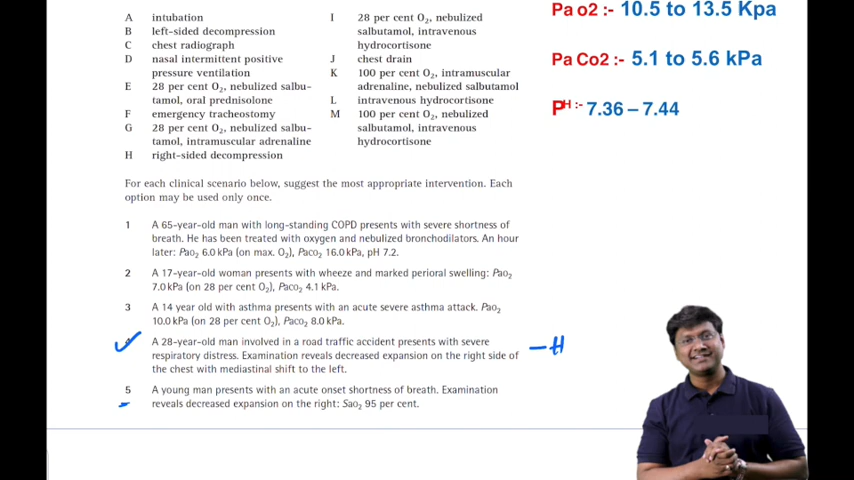 A intubation
B left-sided decompression
C chest radiograph
D nasal intermittent positive
pressure ventilation
E 28 per cent O₂, nebulized salbu-
tamol, oral prednisolone
F emergency tracheostomy
G 28 per cent O₂, nebulized salbu-
tamol, intramuscular adrenaline
H right-sided decompression
I 28 per cent O₂, nebulized
salbutamol, intravenous
hydrocortisone
J chest drain
K 100 per cent O₂, intramuscular
adrenaline, nebulized salbutamol
L intravenous hydrocortisone
M 100 per cent O₂, nebulized
salbutamol, intravenous
hydrocortisone
Pa o2 :- 10.5 to 13.5 Kpa
Pa Co2 :- 5.1 to 5.6 kPa
PH :- 7.36 – 7.44
For each clinical scenario below, suggest the most appropriate intervention. Each
option may be used only once.
1 A 65-year-old man with long-standing COPD presents with severe shortness of
breath. He has been treated with oxygen and nebulized bronchodilators. An hour
later: Pao₂ 6.0 kPa (on max. O₂), Paco₂ 16.0 kPa, pH 7.2.
2 A 17-year-old woman presents with wheeze and marked perioral swelling: Pao₂
7.0 kPa (on 28 per cent O₂), Paco₂ 4.1 kPa.
3 A 14 year old with asthma presents with an acute severe asthma attack. Pao₂
10.0 kPa (on 28 per cent O₂), Paco₂ 8.0 kPa.
A 28-year-old man involved in a road traffic accident presents with severe
respiratory distress. Examination reveals decreased expansion on the right side of
the chest with mediastinal shift to the left.
– H
5 A young man presents with an acute onset shortness of breath. Examination
reveals decreased expansion on the right: Sao₂ 95 per cent.